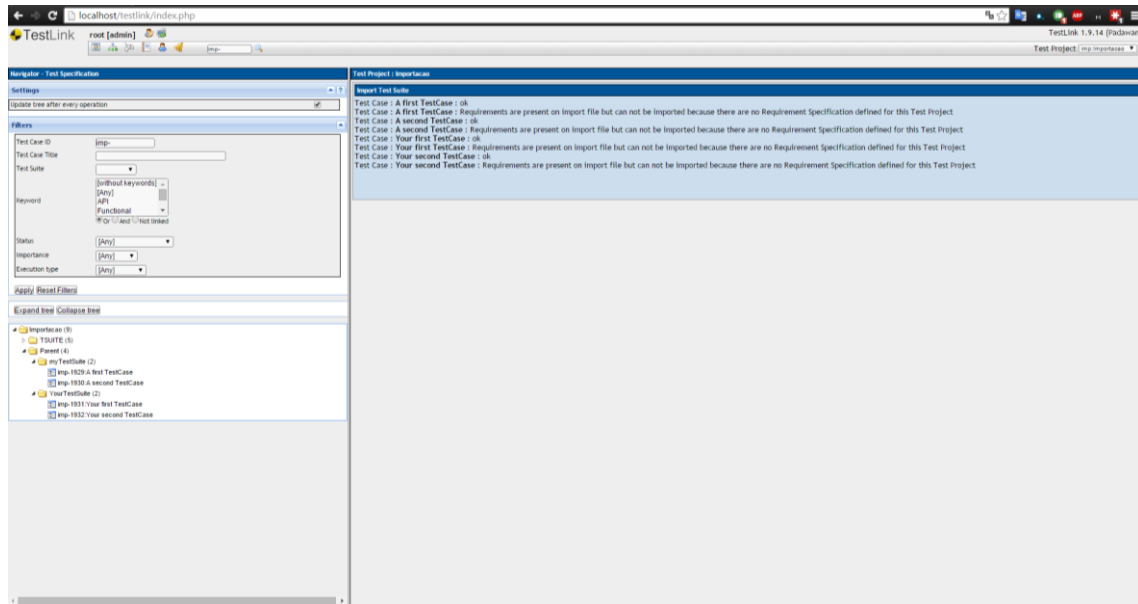 localhost/testlink/index.php
TestLink root [admin]
TestLink 1.9.14 (Padawan
imp-
Test Project imp:Importacao
Navigator - Test Specification
Settings
Update tree after every operation
Filters
Test Case ID imp-
Test Case Title
Test Suite
Keyword
[without keywords]
[Any]
API
Functional
Or And Not linked
Status [Any]
Importance [Any]
Execution type [Any]
Apply Reset Filters
Expand tree Collapse tree
Importacao (9)
TSUITE (5)
Parent (4)
myTestSuite (2)
imp-1929:A first TestCase
imp-1930:A second TestCase
YourTestSuite (2)
imp-1931:Your first TestCase
imp-1932:Your second TestCase
Test Project : Importacao
Import Test Suite
Test Case : A first TestCase : ok
Test Case : A first TestCase : Requirements are present on import file but can not be imported because there are no Requirement Specification defined for this Test Project
Test Case : A second TestCase : ok
Test Case : A second TestCase : Requirements are present on import file but can not be imported because there are no Requirement Specification defined for this Test Project
Test Case : Your first TestCase : ok
Test Case : Your first TestCase : Requirements are present on import file but can not be imported because there are no Requirement Specification defined for this Test Project
Test Case : Your second TestCase : ok
Test Case : Your second TestCase : Requirements are present on import file but can not be imported because there are no Requirement Specification defined for this Test Project